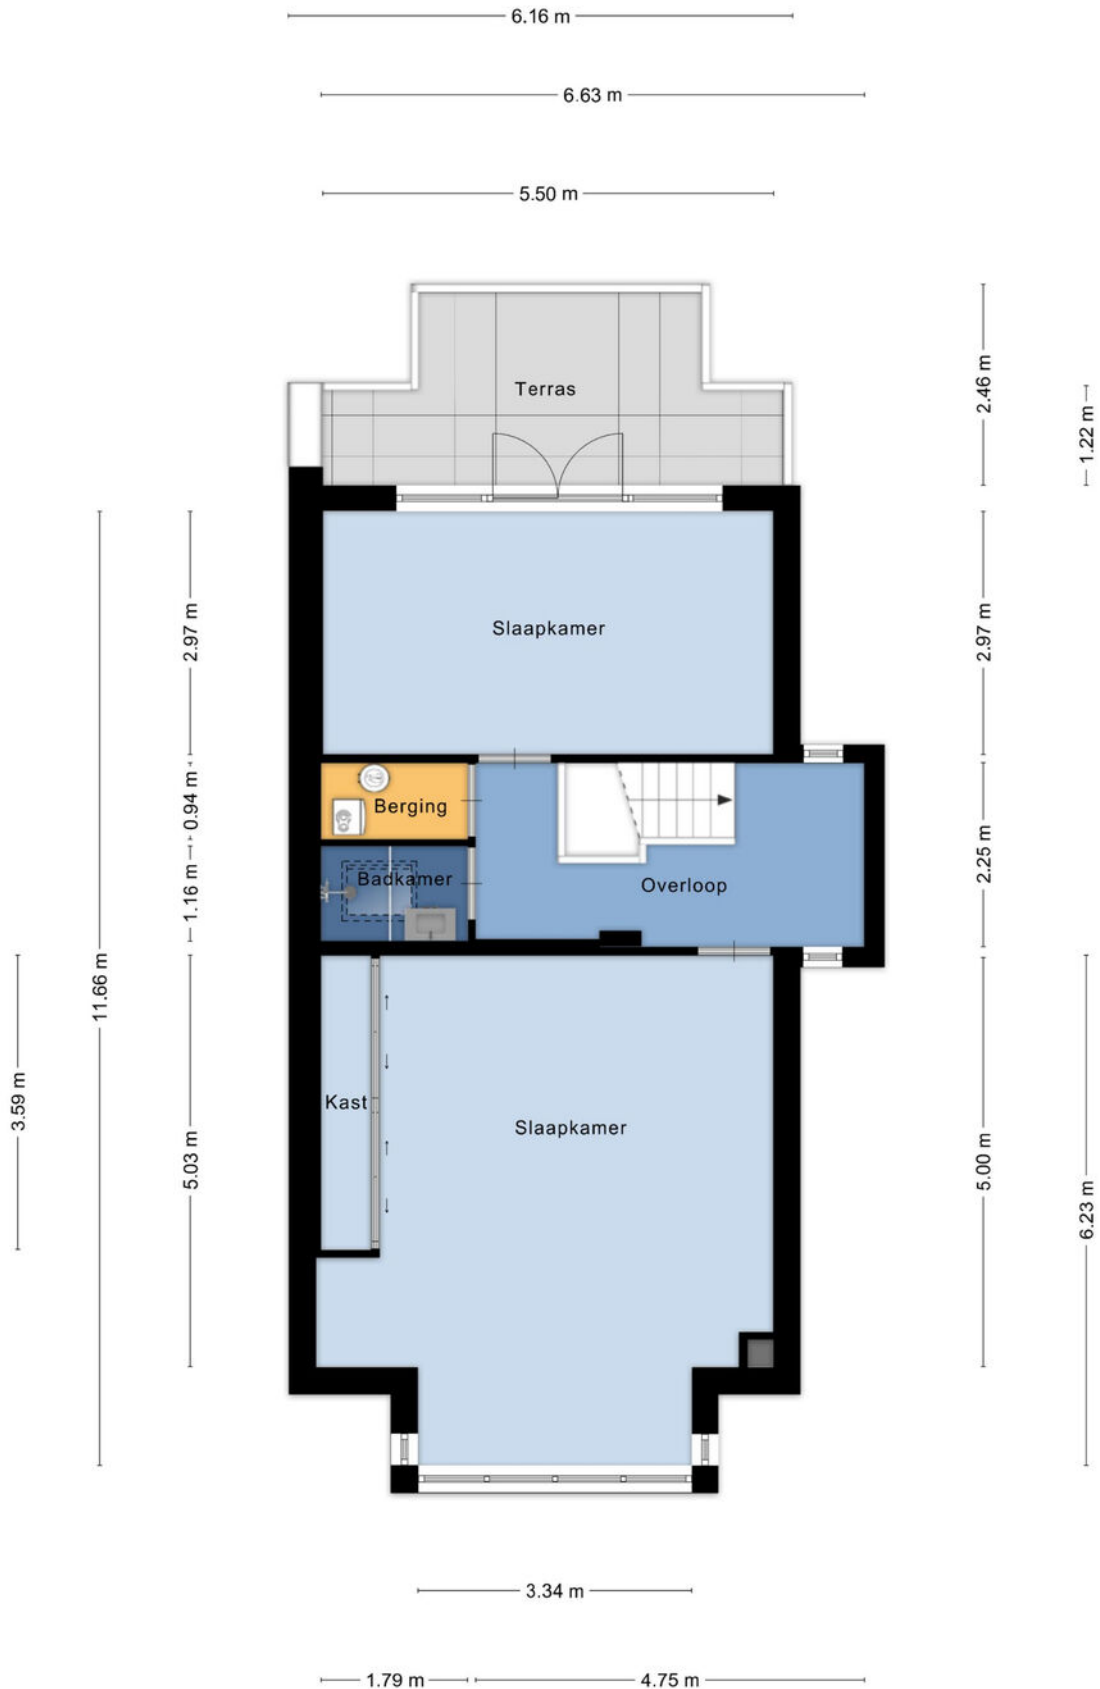 6.16 m
6.63 m
5.50 m
Terras
2.46 m
1.22 m
Slaapkamer
2.97 m
2.97 m
Berging
0.94 m
Badkamer
1.16 m
Overloop
2.25 m
11.66 m
Kast
Slaapkamer
3.59 m
5.03 m
5.00 m
6.23 m
3.34 m
1.79 m
4.75 m